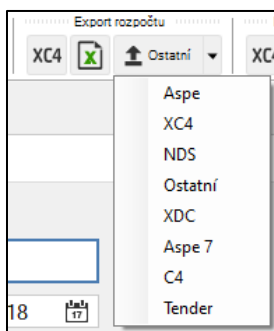 Export rozpočtu
XC4 Ostatní XC4
Aspe
XC4
NDS
Ostatní
XDC
Aspe 7
C4
Tender
18 17